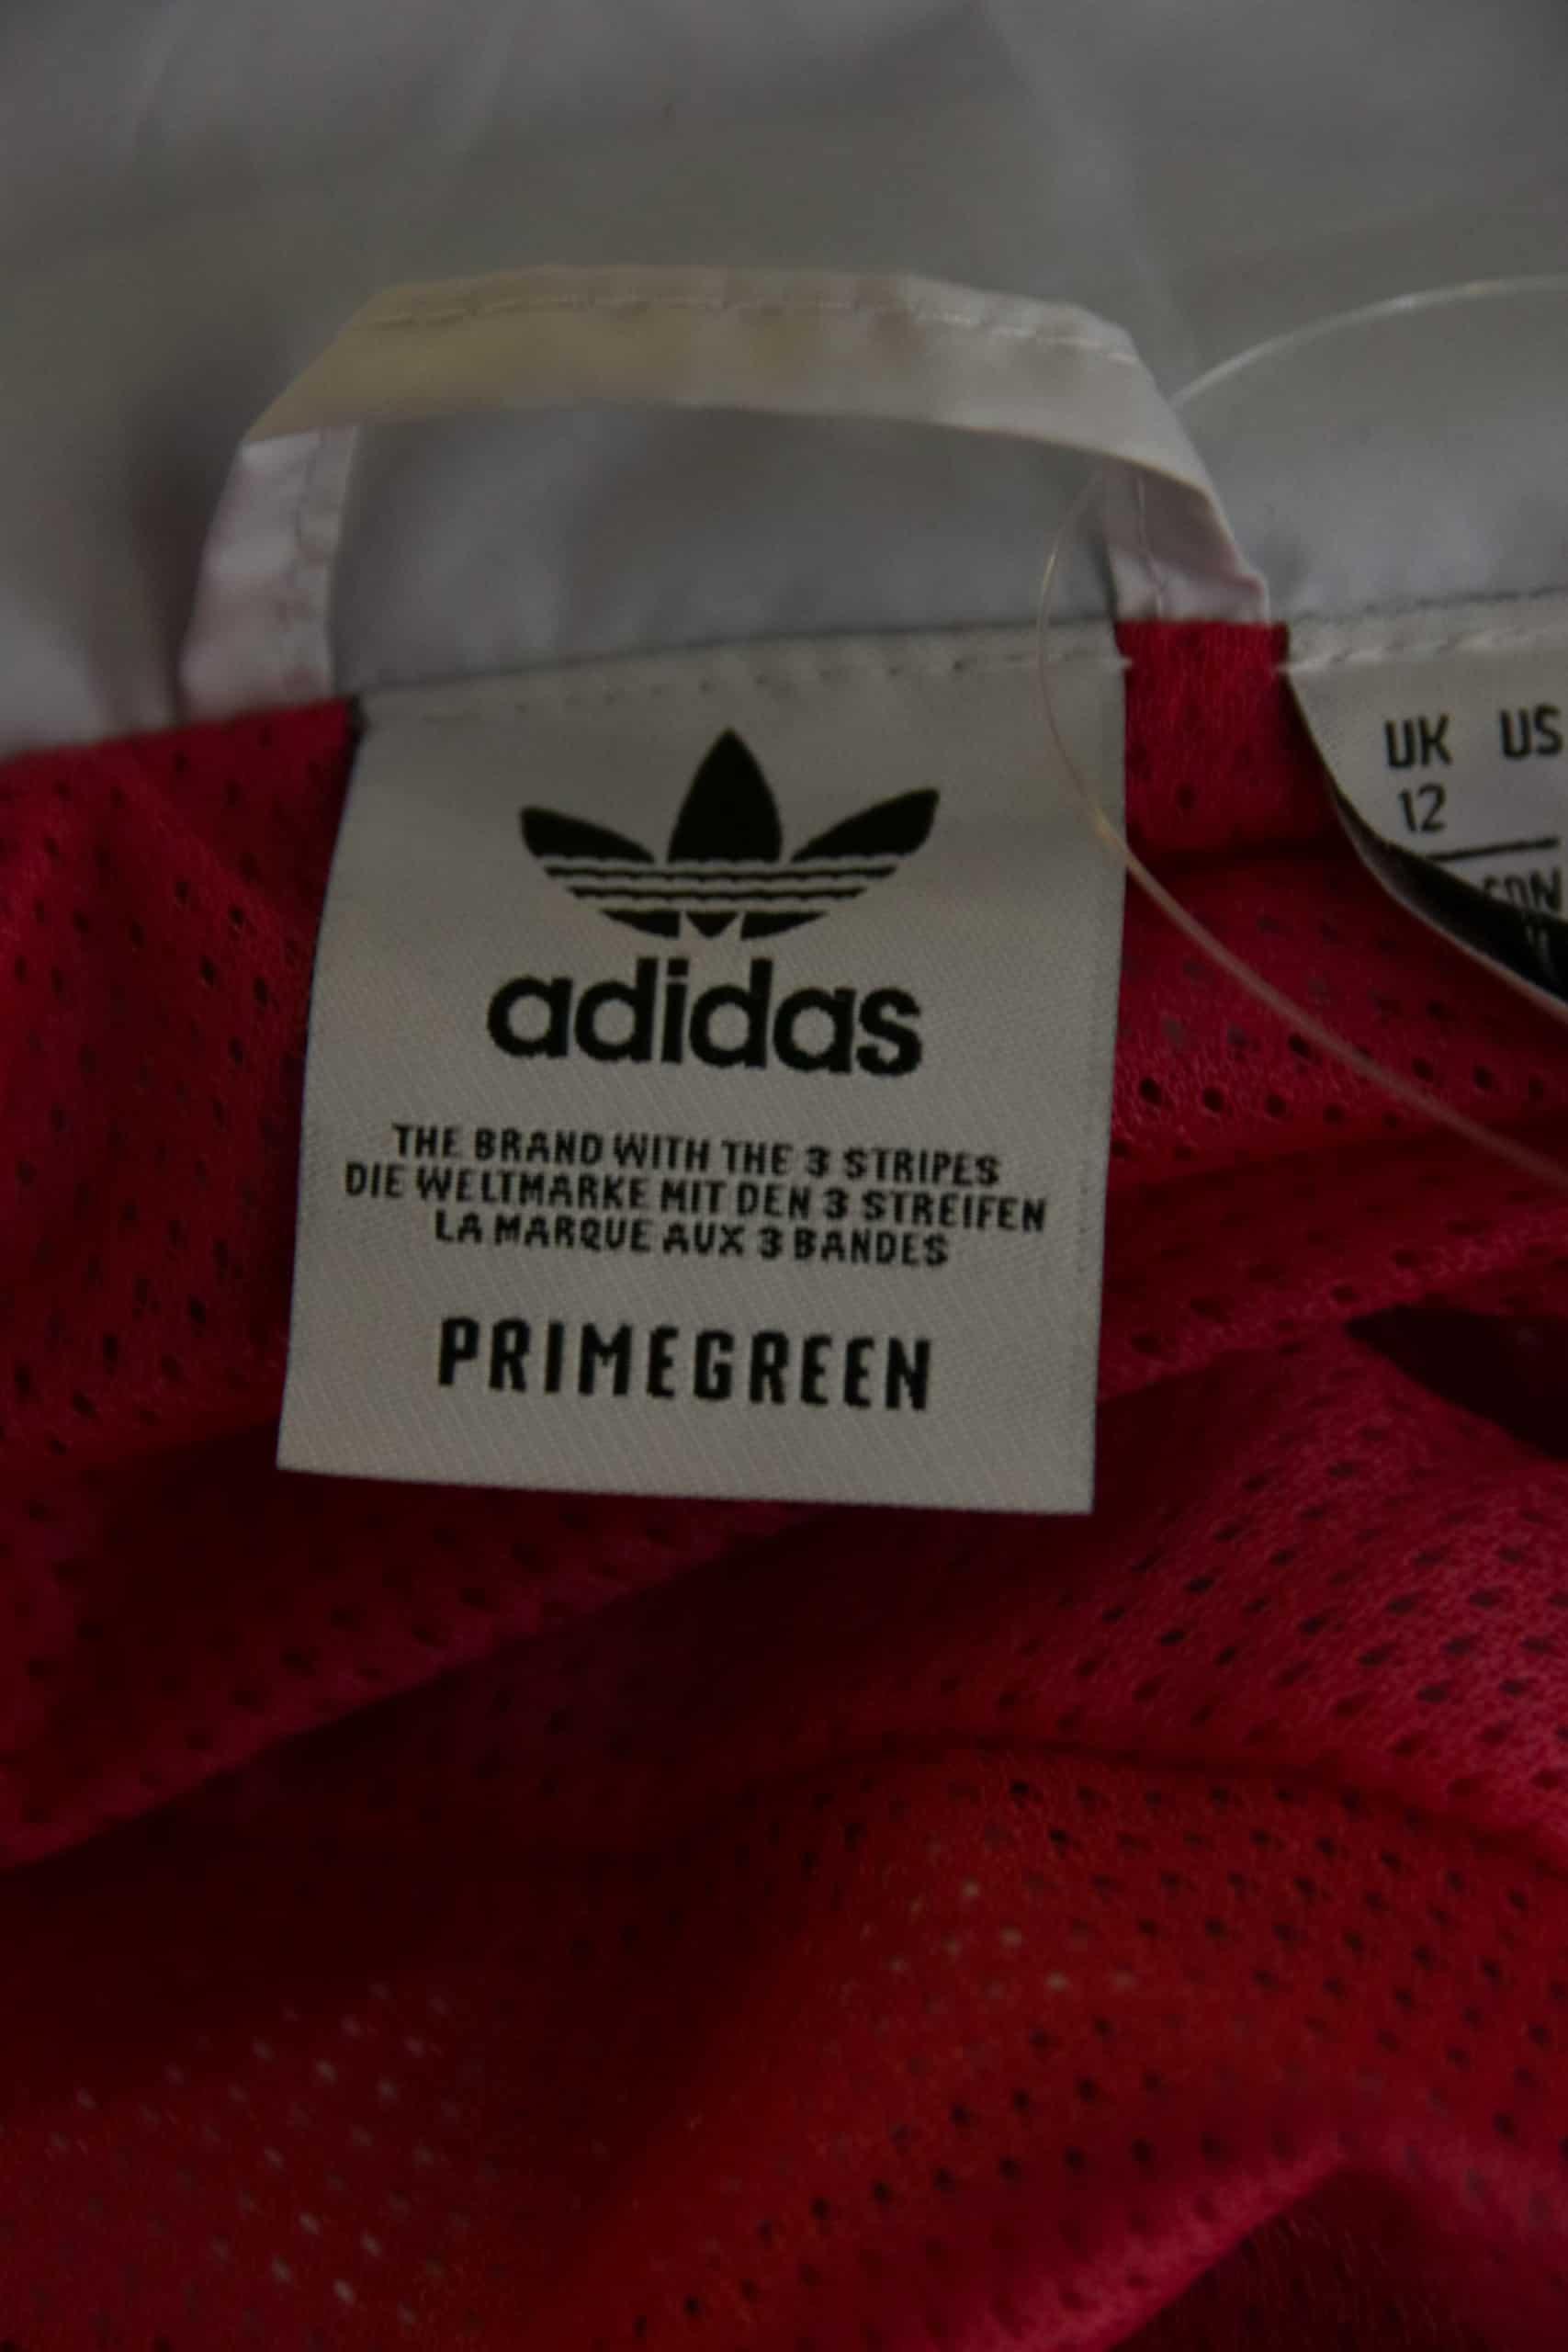 adidas
THE BRAND WITH THE 3 STRIPES
DIE WELTMARKE MIT DEN 3 STREIFEN
LA MARQUE AUX 3 BANDES
PRIMEGREEN
UK US
12
CDN